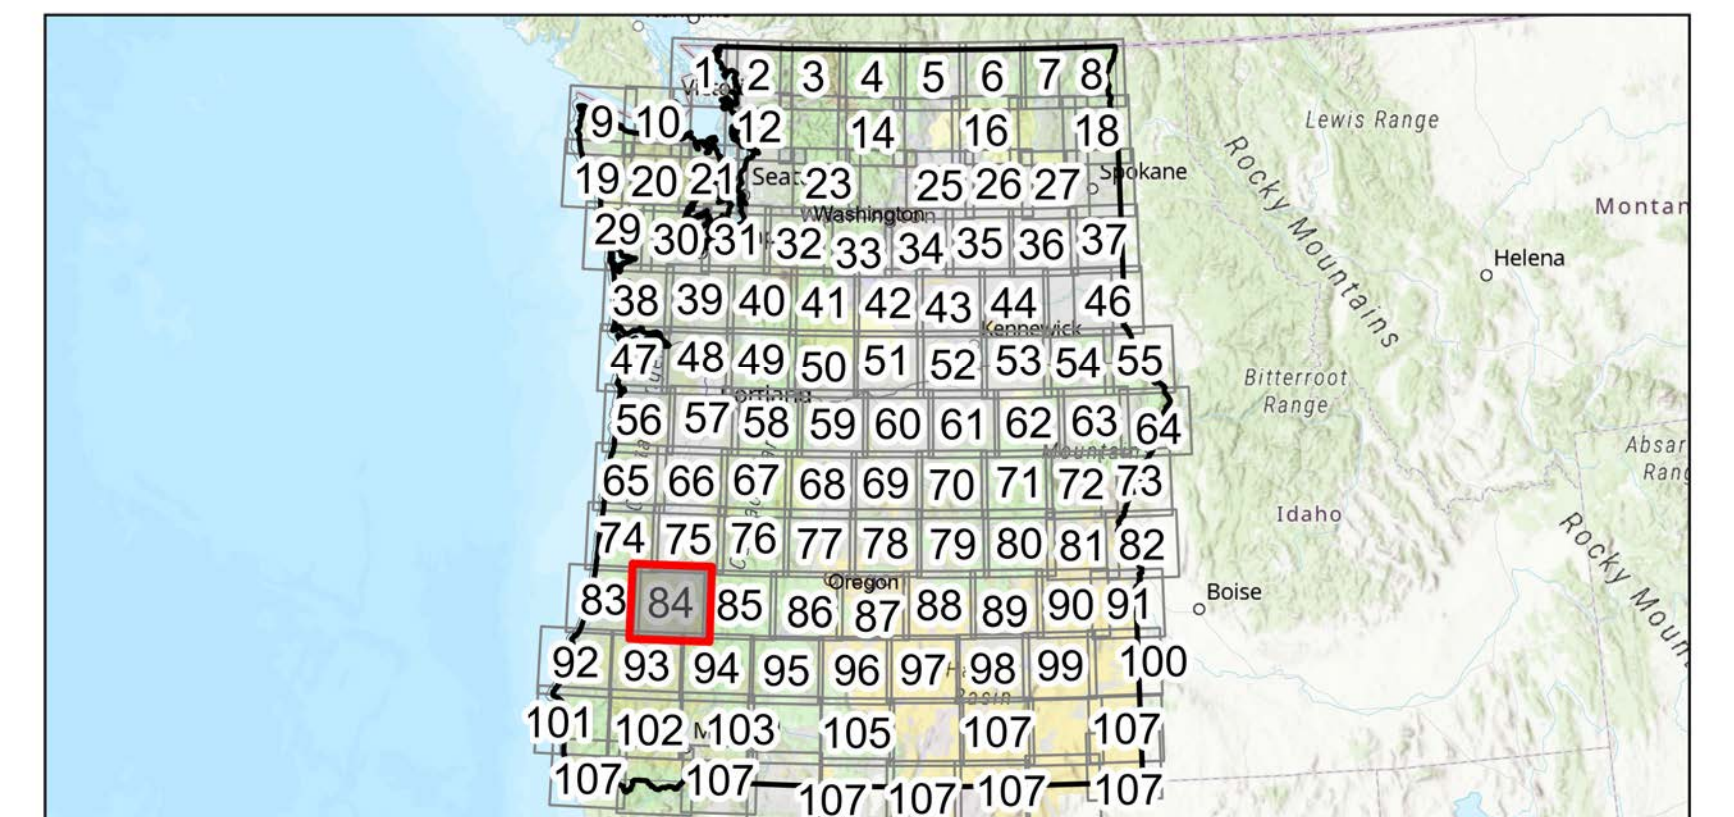 1 2 3 4 5 6 7 8
9 10 12 14 16 18
Lewis Range
19 20 21 Seat 23 25 26 27 Spokane
Rocky Mountains
Washington
Montan
29 30 31 32 33 34 35 36 37
Helena
38 39 40 41 42 43 44 46
Kennewick
47 48 49 50 51 52 53 54 55
Bitterroot
Range
Portland
56 57 58 59 60 61 62 63 64
Mountain
Absar
Rang
65 66 67 68 69 70 71 72 73
Idaho
Rocky Moun
74 75 76 77 78 79 80 81 82
Oregon
Boise
83 84 85 86 87 88 89 90 91
92 93 94 95 96 97 98 99 100
Basin
101 102 M 103 105 107 107
107 107 107 107 107 107